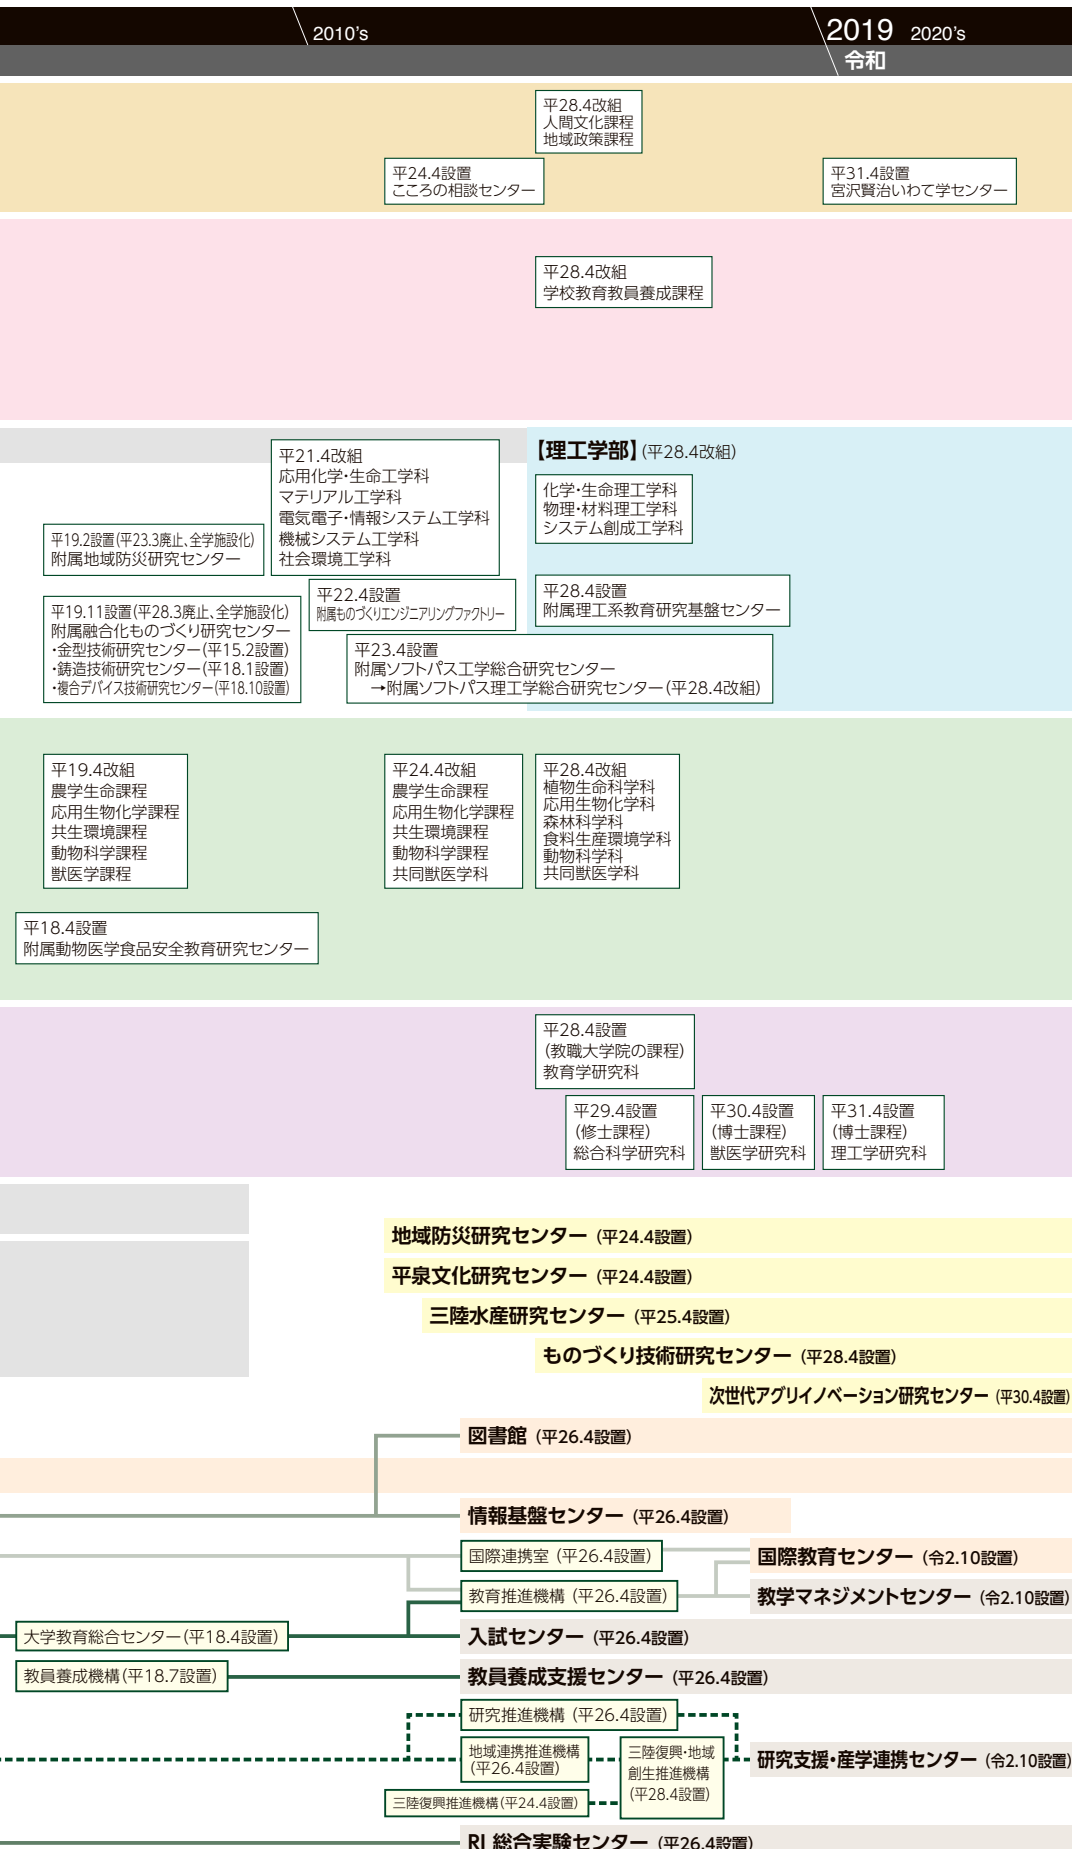 2010's
2019 2020's
令和
平28.4改組
人間文化課程
地域政策課程
平24.4設置
こころの相談センター
平31.4設置
宮沢賢治いわて学センター
平28.4改組
学校教育教員養成課程
【理工学部】(平28.4改組)
平21.4改組
応用化学・生命工学科
マテリアル工学科
電気電子・情報システム工学科
機械システム工学科
社会環境工学科
化学・生命理工学科
物理・材料理工学科
システム創成工学科
平19.2設置(平23.3廃止、全学施設化)
附属地域防災研究センター
平22.4設置
附属ものづくりエンジニアリングファクトリー
平28.4設置
附属理工系教育研究基盤センター
平19.11設置(平28.3廃止、全学施設化)
附属融合化ものづくり研究センター
・金型技術研究センター(平15.2設置)
・鋳造技術研究センター(平18.1設置)
・複合デバイス技術研究センター(平18.10設置)
平23.4設置
附属ソフトパス工学総合研究センター
→附属ソフトパス理工学総合研究センター(平28.4改組)
平19.4改組
農学生命課程
応用生物化学課程
共生環境課程
動物科学課程
獣医学課程
平24.4改組
農学生命課程
応用生物化学課程
共生環境課程
動物科学課程
共同獣医学科
平28.4改組
植物生命科学科
応用生物化学科
森林科学科
食料生産環境学科
動物科学科
共同獣医学科
平18.4設置
附属動物医学食品安全教育研究センター
平28.4設置
(教職大学院の課程)
教育学研究科
平29.4設置
(修士課程)
総合科学研究科
平30.4設置
(博士課程)
獣医学研究科
平31.4設置
(博士課程)
理工学研究科
地域防災研究センター (平24.4設置)
平泉文化研究センター (平24.4設置)
三陸水産研究センター (平25.4設置)
ものづくり技術研究センター (平28.4設置)
次世代アグリイノベーション研究センター (平30.4設置)
図書館 (平26.4設置)
情報基盤センター (平26.4設置)
国際連携室 (平26.4設置)
国際教育センター (令2.10設置)
教育推進機構 (平26.4設置)
教学マネジメントセンター (令2.10設置)
大学教育総合センター(平18.4設置)
入試センター (平26.4設置)
教員養成機構(平18.7設置)
教員養成支援センター (平26.4設置)
研究推進機構 (平26.4設置)
地域連携推進機構
(平26.4設置)
三陸復興・地域
創生推進機構
(平28.4設置)
研究支援・産学連携センター (令2.10設置)
三陸復興推進機構(平24.4設置)
RI 総合実験センター (平26.4設置)